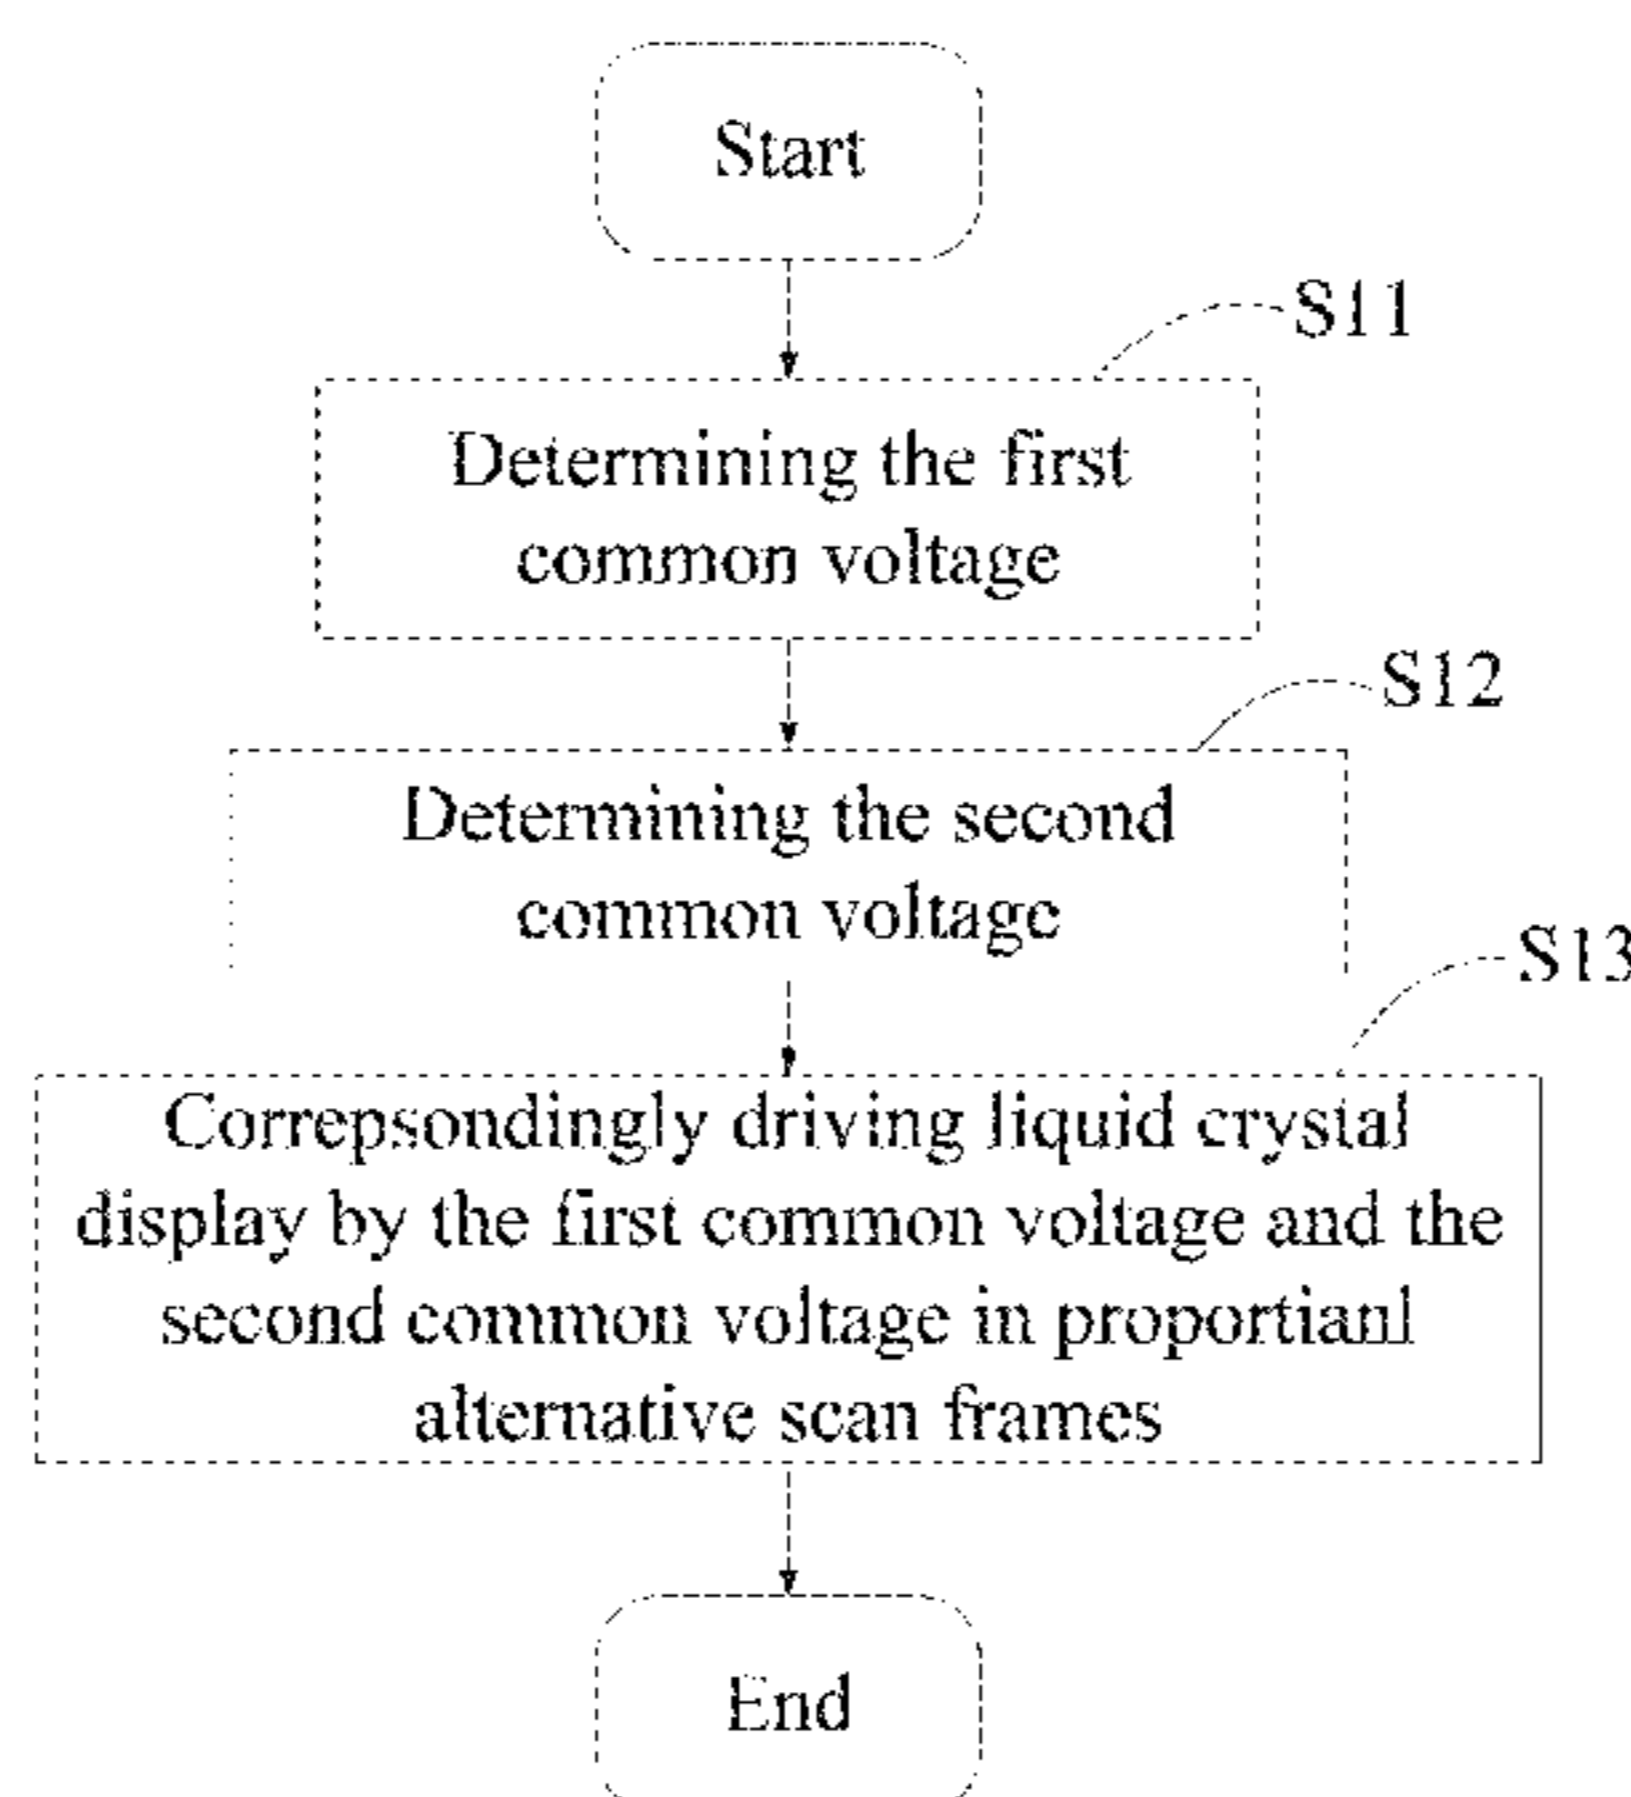 Start
S11
Determining the first
common voltage
S12
Determining the second
common voltage
S13
Correpsondingly driving liquid crystal
display by the first common voltage and the
second common voltage in proportianl
alternative scan frames
End